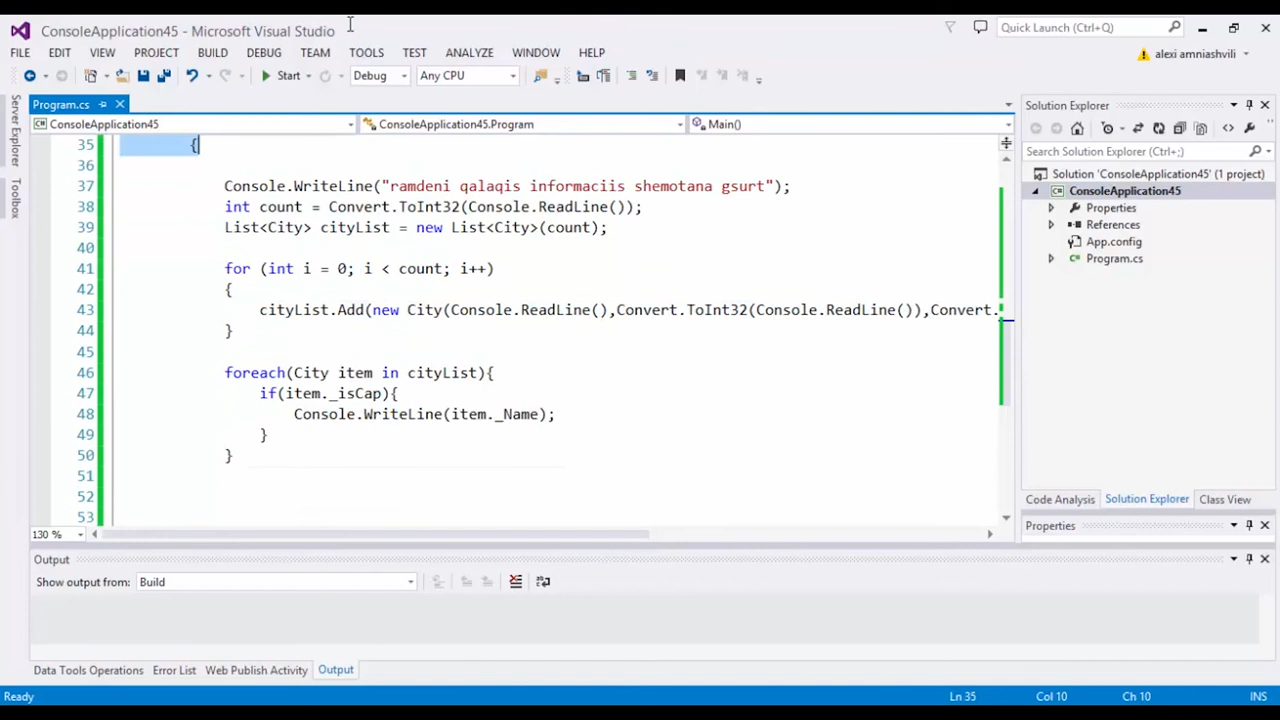 ConsoleApplication45 - Microsoft Visual Studio
Quick Launch (Ctrl+;)
FILE EDIT VIEW PROJECT BUILD DEBUG TEAM TOOLS TEST ANALYZE WINDOW HELP
alexi amniashvili
Start Debug Any CPU
Server Explorer
Toolbox
Program.cs
ConsoleApplication45 ConsoleApplication45.Program Main()
35 {
36
37 Console.WriteLine("ramdeni qalaqis informaciis shemotana gsurt");
38 int count = Convert.ToInt32(Console.ReadLine());
39 List<City> cityList = new List<City>(count);
40
41 for (int i = 0; i < count; i++)
42 {
43 cityList.Add(new City(Console.ReadLine(),Convert.ToInt32(Console.ReadLine()),Convert.
44 }
45
46 foreach(City item in cityList){
47 if(item._isCap){
48 Console.WriteLine(item._Name);
49 }
50 }
51
52
53
130 %
Solution Explorer
Search Solution Explorer (Ctrl+;)
Solution 'ConsoleApplication45' (1 project)
ConsoleApplication45
Properties
References
App.config
Program.cs
Code Analysis Solution Explorer Class View
Properties
Output
Show output from: Build
Data Tools Operations Error List Web Publish Activity Output
Ready Ln 35 Col 10 Ch 10 INS